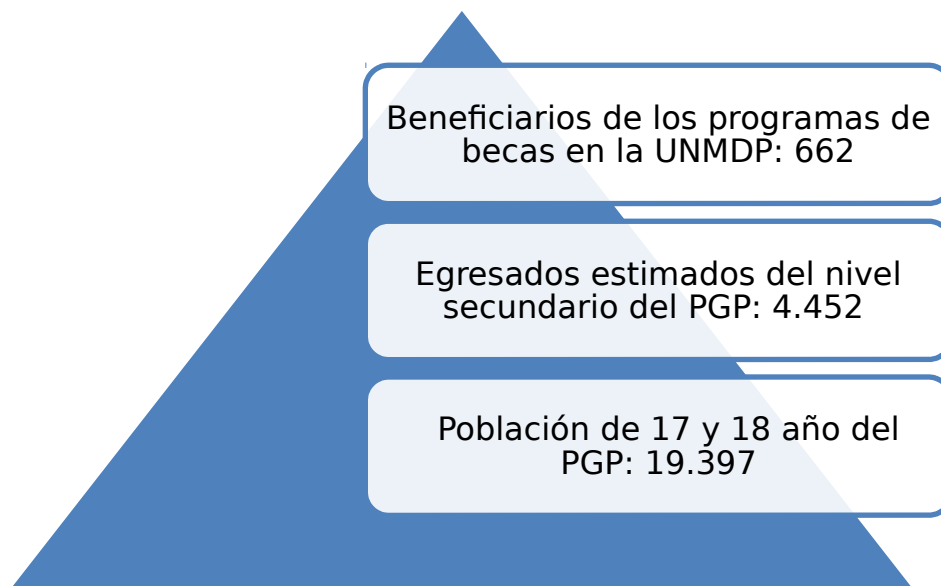 Beneficiarios de los programas de
becas en la UNMDP: 662
Egresados estimados del nivel
secundario del PGP: 4.452
Población de 17 y 18 año del
PGP: 19.397